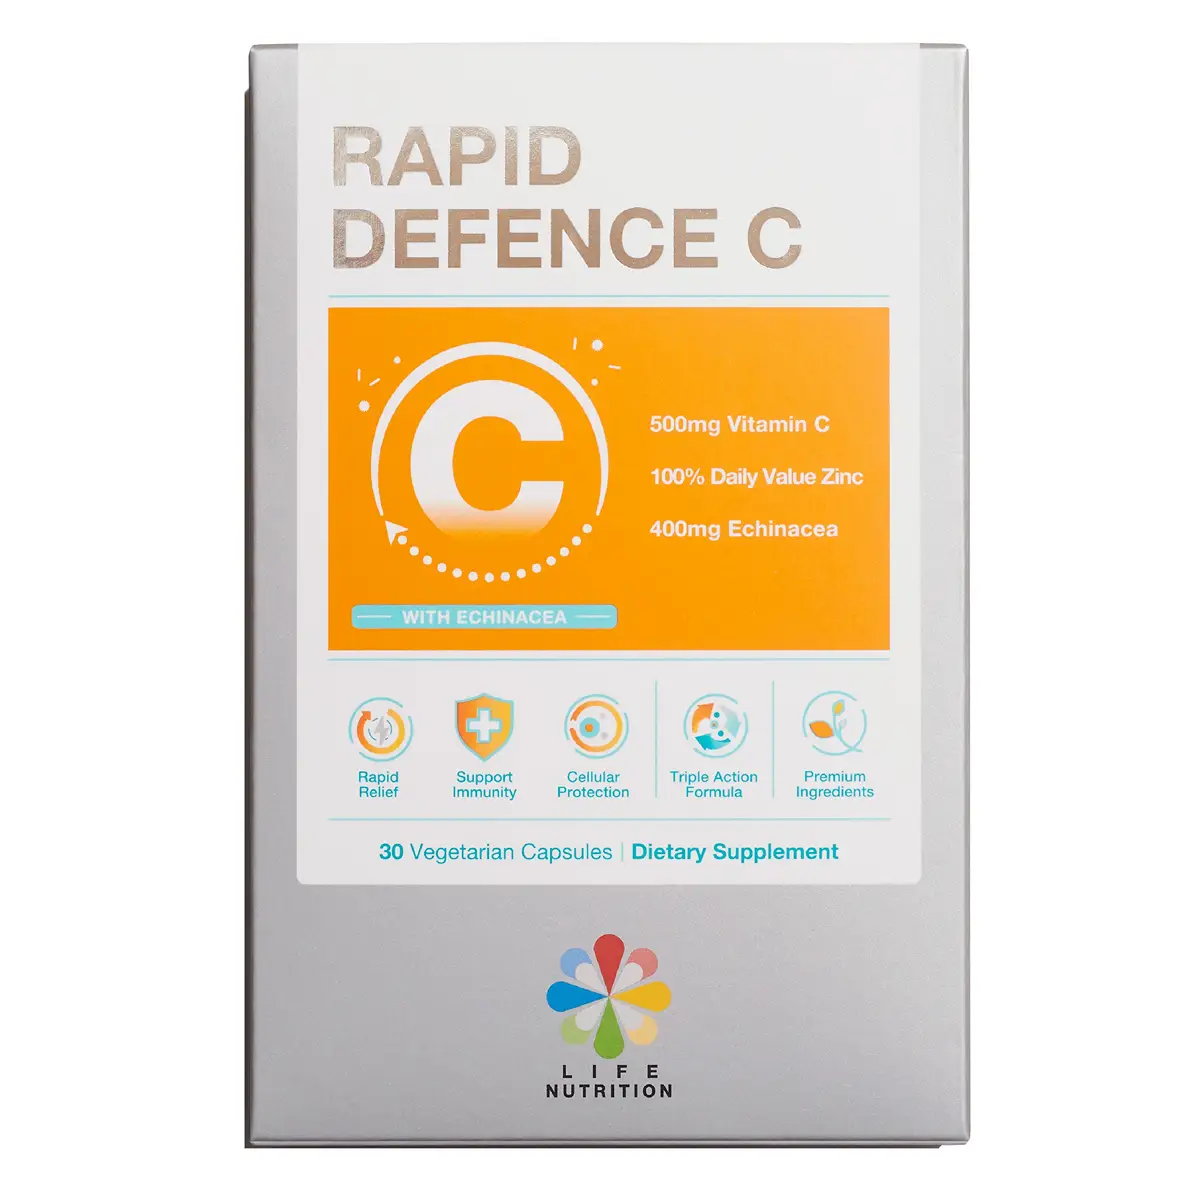 RAPID
DEFENCE C
C
500mg Vitamin C
100% Daily Value Zinc
400mg Echinacea
WITH ECHINACEA
Rapid
Relief
Support
Immunity
Cellular
Protection
Triple Action
Formula
Premium
Ingredients
30 Vegetarian Capsules | Dietary Supplement
LIFE
NUTRITION